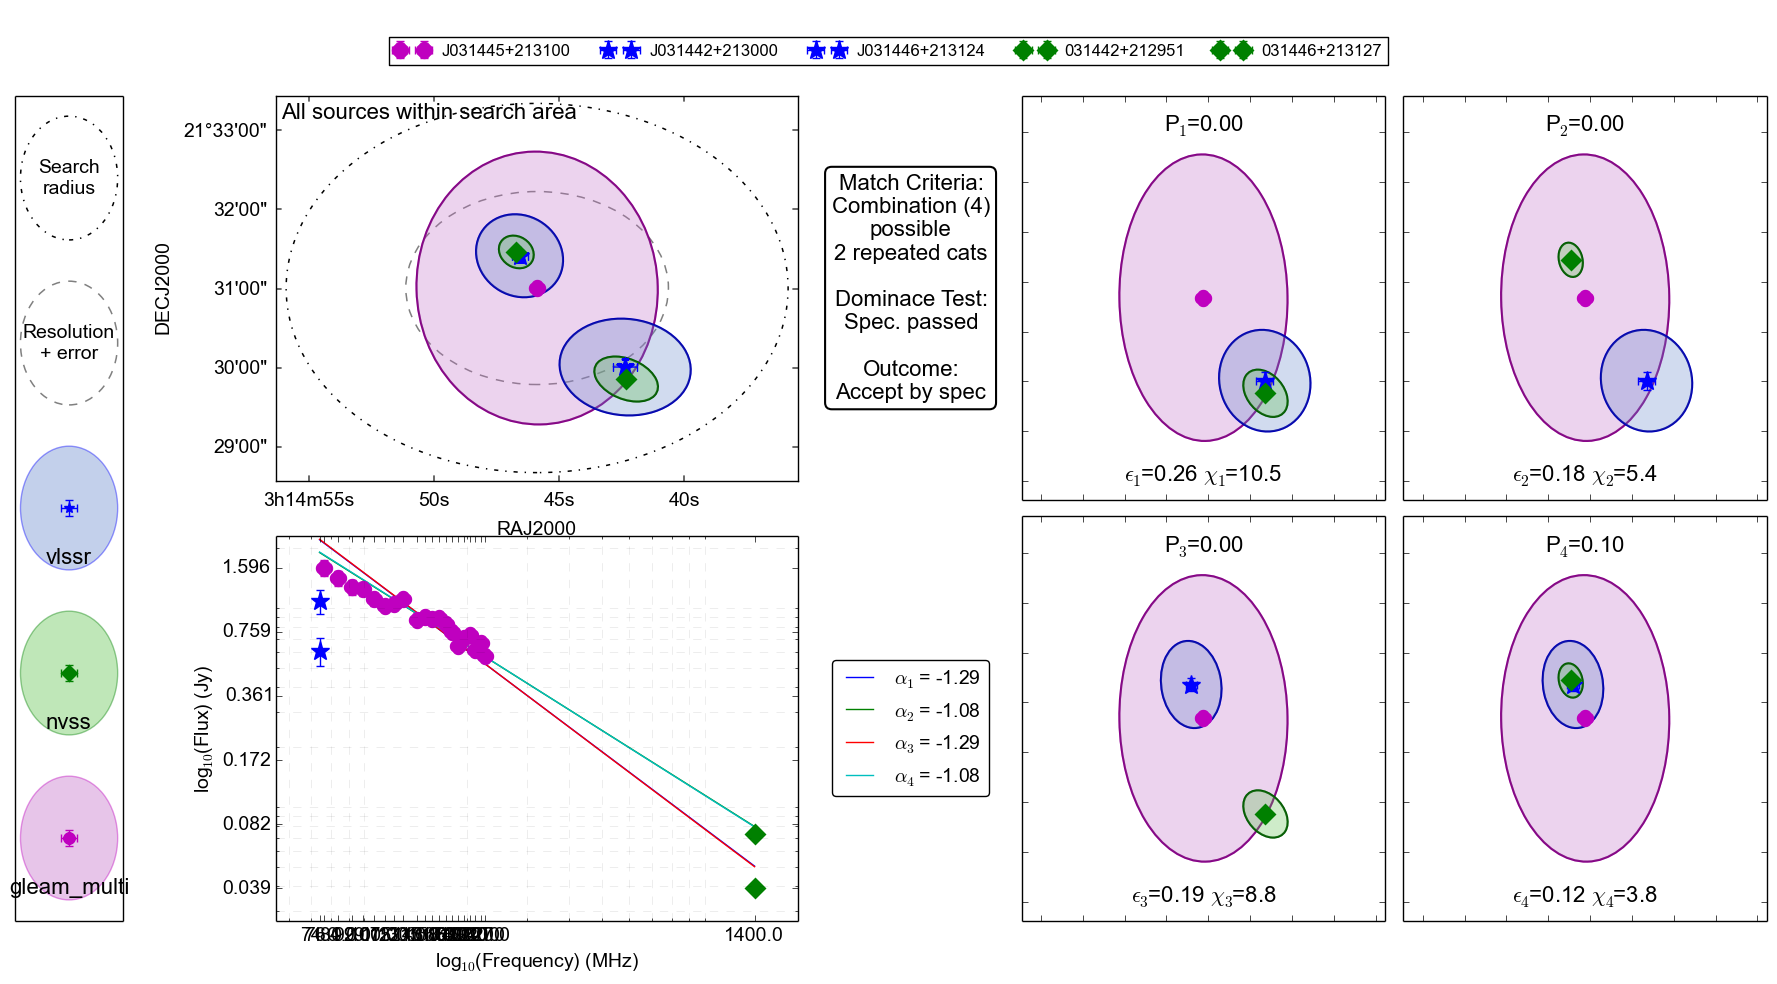 J031445+213100 J031442+213000 J031446+213124 031442+212951 031446+213127
Search
radius
Resolution
+ error
vlssr
nvss
gleam_multi
All sources within search area
21°33'00"
32'00"
31'00"
30'00"
29'00"
DECJ2000
3h14m55s 50s 45s 40s
RAJ2000
Match Criteria:
Combination (4)
possible
2 repeated cats
Dominace Test:
Spec. passed
Outcome:
Accept by spec
P1=0.00
ϵ1=0.26 χ1=10.5
P2=0.00
ϵ2=0.18 χ2=5.4
P3=0.00
ϵ3=0.19 χ3=8.8
P4=0.10
ϵ4=0.12 χ4=3.8
1.596
0.759
0.361
0.172
0.082
0.039
log10(Flux) (Jy)
1400.0
log10(Frequency) (MHz)
α1 = -1.29
α2 = -1.08
α3 = -1.29
α4 = -1.08